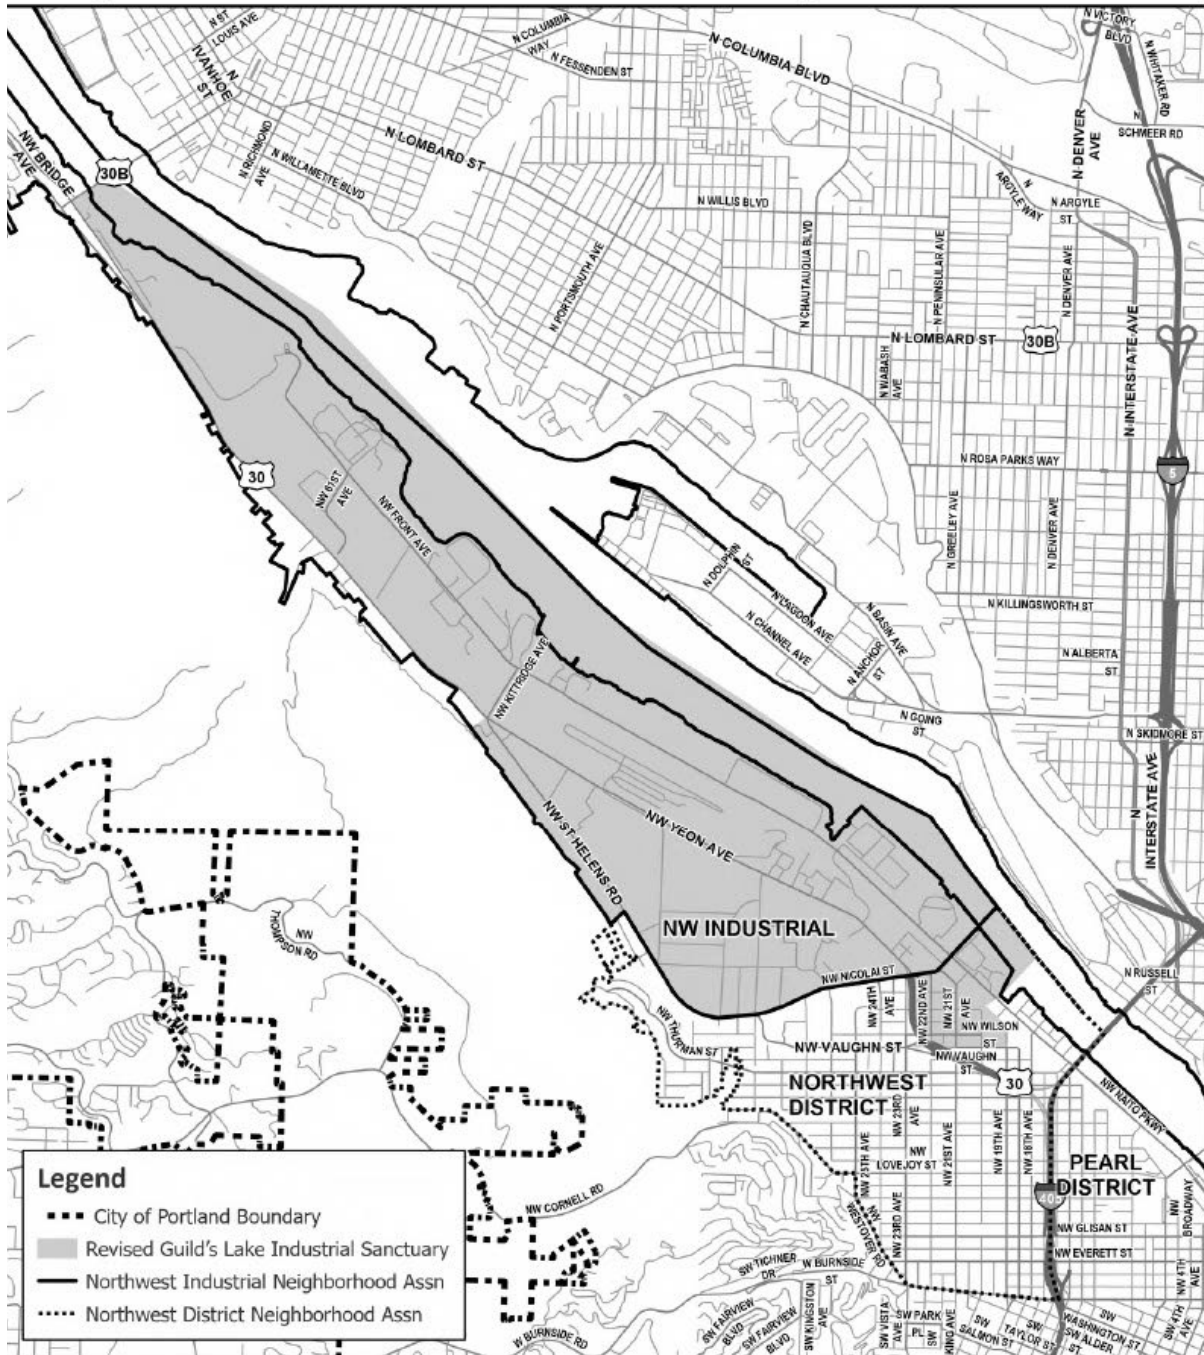 N ST
LOUIS AVE
N
IVANHOE
ST
N COLUMBIA
WAY
N FESSENDEN ST
N COLUMBIA BLVD
N VICTORY
BLVD
N WHITAKER RD
N
SCHMEER RD
N DENVER
AVE
NW BRIDGE
AVE
30B
N RICHMOND
AVE
N WILLAMETTE BLVD
N LOMBARD ST
N WILLIS BLVD
N
ARGYLE WAY
N ARGYLE
ST
N PORTSMOUTH AVE
N CHAUTAUQUA BLVD
N PENINSULAR AVE
N DENVER AVE
N INTERSTATE AVE
N LOMBARD ST
30B
N WABASH
AVE
N ROSA PARKS WAY
5
30
NW 61ST
AVE
NW FRONT AVE
N GREELEY AVE
N DENVER AVE
N DOLPHIN
ST
N LAGOON AVE
N CHANNEL AVE
N BASIN AVE
N ANCHOR
ST
N KILLINGSWORTH ST
N ALBERTA
ST
NW KITTRIDGE AVE
N GOING
ST
N SKIDMORE ST
N
INTERSTATE AVE
NW ST HELENS RD
NW YEON AVE
NW INDUSTRIAL
NW
THOMPSON RD
NW NICOLAI ST
N RUSSELL
ST
NW 24TH
AVE
NW 22ND AVE
NW 21ST
AVE
NW WILSON
ST
NW THURMAN ST
NW VAUGHN ST
NW VAUGHN
ST
30
NORTHWEST
DISTRICT
NW 23RD
AVE
NW NAITO PKWY
NW 25TH AVE
NW
LOVEJOY ST
NW 21ST AVE
NW 19TH AVE
NW 18TH AVE
PEARL
DISTRICT
405
NW CORNELL RD
NW
WESTOVER RD
NW 23RD AVE
NW GLISAN ST
NW EVERETT ST
NW
BROADWAY
NW 4TH
AVE
SW TICHNER
DR
W BURNSIDE
ST
SW FAIRVIEW
BLVD
SW FAIRVIEW
BLVD
SW KINGSTON
AVE
SW VISTA
AVE
SW PARK
PL
SW
KING AVE
SW
SALMON ST
SW
TAYLOR ST
SW
WASHINGTON ST
SW ALDER
ST
SW 4TH
AVE
W BURNSIDE RD
Legend
City of Portland Boundary
Revised Guild's Lake Industrial Sanctuary
Northwest Industrial Neighborhood Assn
Northwest District Neighborhood Assn